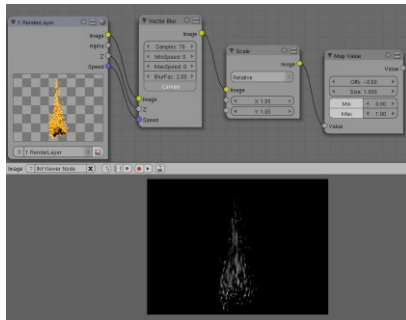 1 RenderLayer
Image
Alpha
Z
Speed
1 RenderLayer
Vector Blur
Image
Samples: 16
MinSpeed: 0
MaxSpeed: 0
BlurFac: 2.00
Curved
Image
Z
Speed
Scale
Image
Relative
Image
X 1.05
Y 1.05
Map Value
Value
Offs: -0.50
Size: 1.000
Min 0.00
Max 1.00
Value
Image
IM:Viewer Node
X